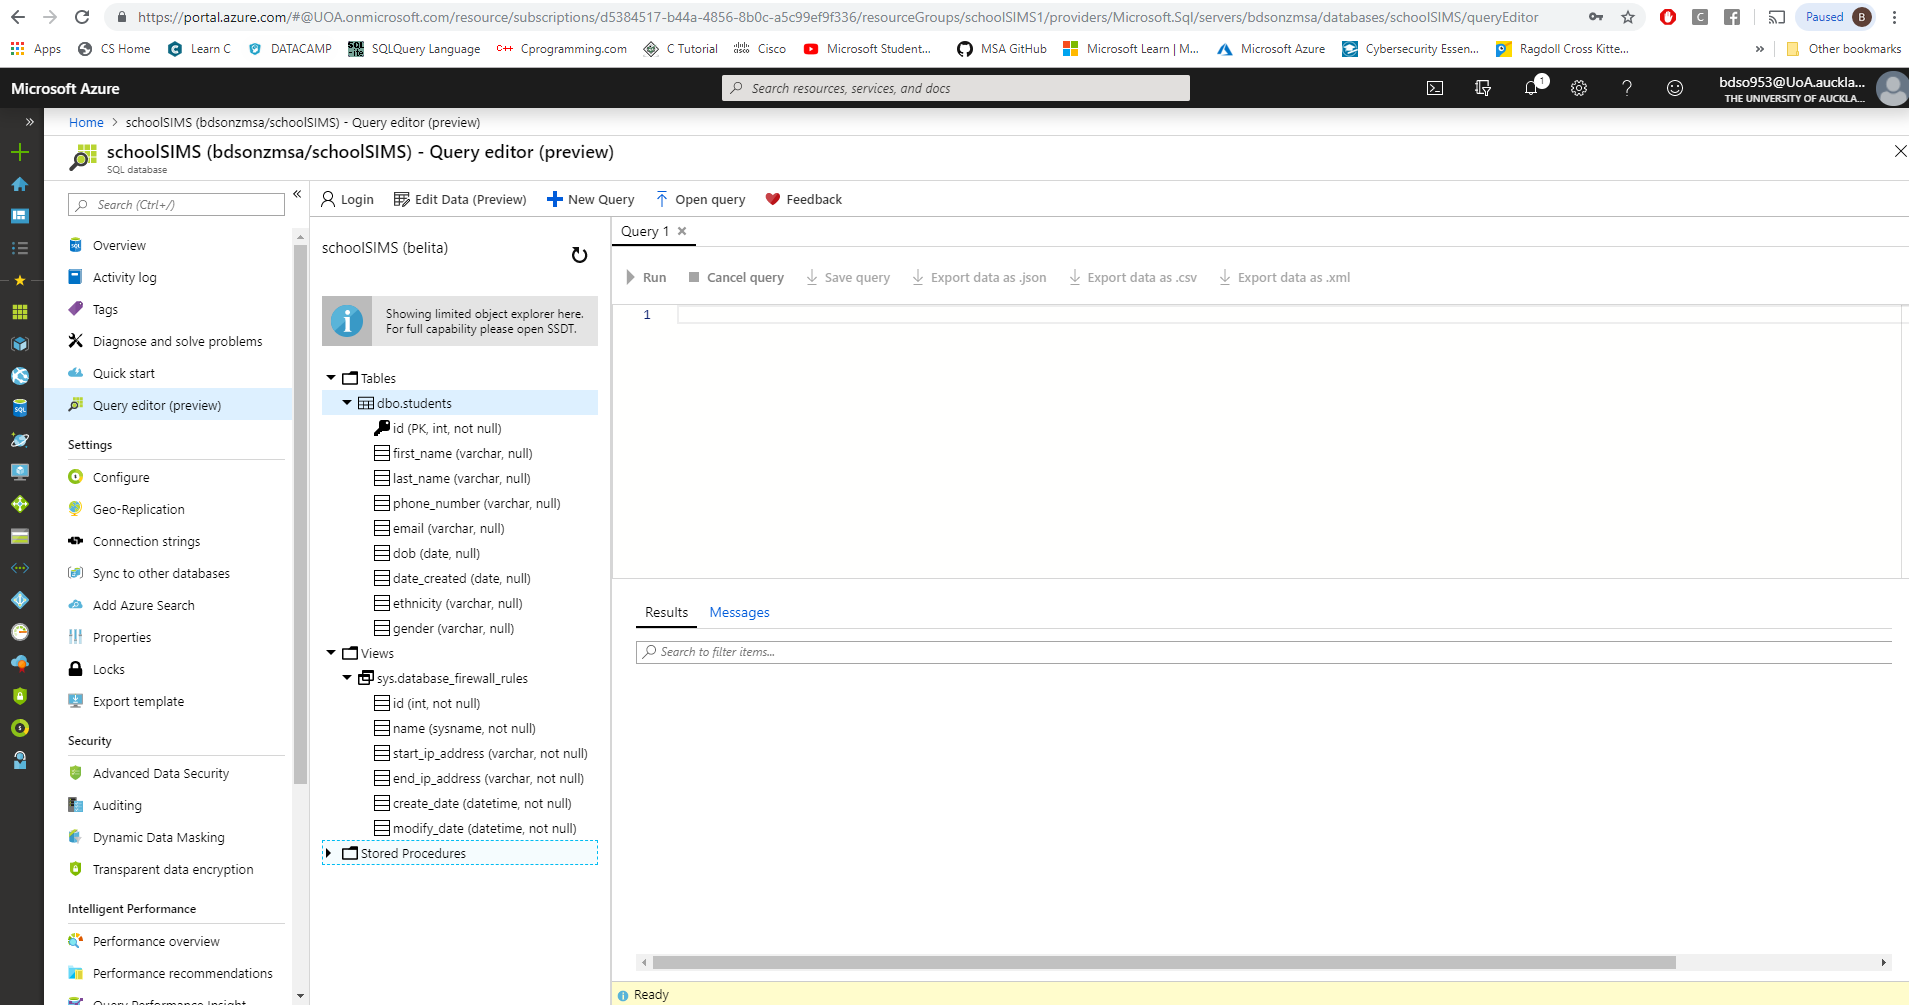 https://portal.azure.com/#@UOA.onmicrosoft.com/resource/subscriptions/d5384517-b44a-4856-8b0c-a5c99ef9f336/resourceGroups/schoolSIMS1/providers/Microsoft.Sql/servers/bdsonzmsa/databases/schoolSIMS/queryEditor
Paused B
Apps CS Home Learn C DATACAMP SQLQuery Language Cprogramming.com C Tutorial Cisco Microsoft Student... MSA GitHub Microsoft Learn | M... Microsoft Azure Cybersecurity Essen... Ragdoll Cross Kitte... » Other bookmarks
Microsoft Azure
Search resources, services, and docs
1
bdso953@UoA.auckla...
THE UNIVERSITY OF AUCKLA...
Home > schoolSIMS (bdsonzmsa/schoolSIMS) - Query editor (preview)
schoolSIMS (bdsonzmsa/schoolSIMS) - Query editor (preview)
SQL database
Search (Ctrl+/)
Overview
Activity log
Tags
Diagnose and solve problems
Quick start
Query editor (preview)
Settings
Configure
Geo-Replication
Connection strings
Sync to other databases
Add Azure Search
Properties
Locks
Export template
Security
Advanced Data Security
Auditing
Dynamic Data Masking
Transparent data encryption
Intelligent Performance
Performance overview
Performance recommendations
Query Performance Insight
Login Edit Data (Preview) New Query Open query Feedback
schoolSIMS (belita)
Showing limited object explorer here.
For full capability please open SSDT.
Tables
dbo.students
id (PK, int, not null)
first_name (varchar, null)
last_name (varchar, null)
phone_number (varchar, null)
email (varchar, null)
dob (date, null)
date_created (date, null)
ethnicity (varchar, null)
gender (varchar, null)
Views
sys.database_firewall_rules
id (int, not null)
name (sysname, not null)
start_ip_address (varchar, not null)
end_ip_address (varchar, not null)
create_date (datetime, not null)
modify_date (datetime, not null)
Stored Procedures
Query 1
Run Cancel query Save query Export data as .json Export data as .csv Export data as .xml
1
Results Messages
Search to filter items...
Ready